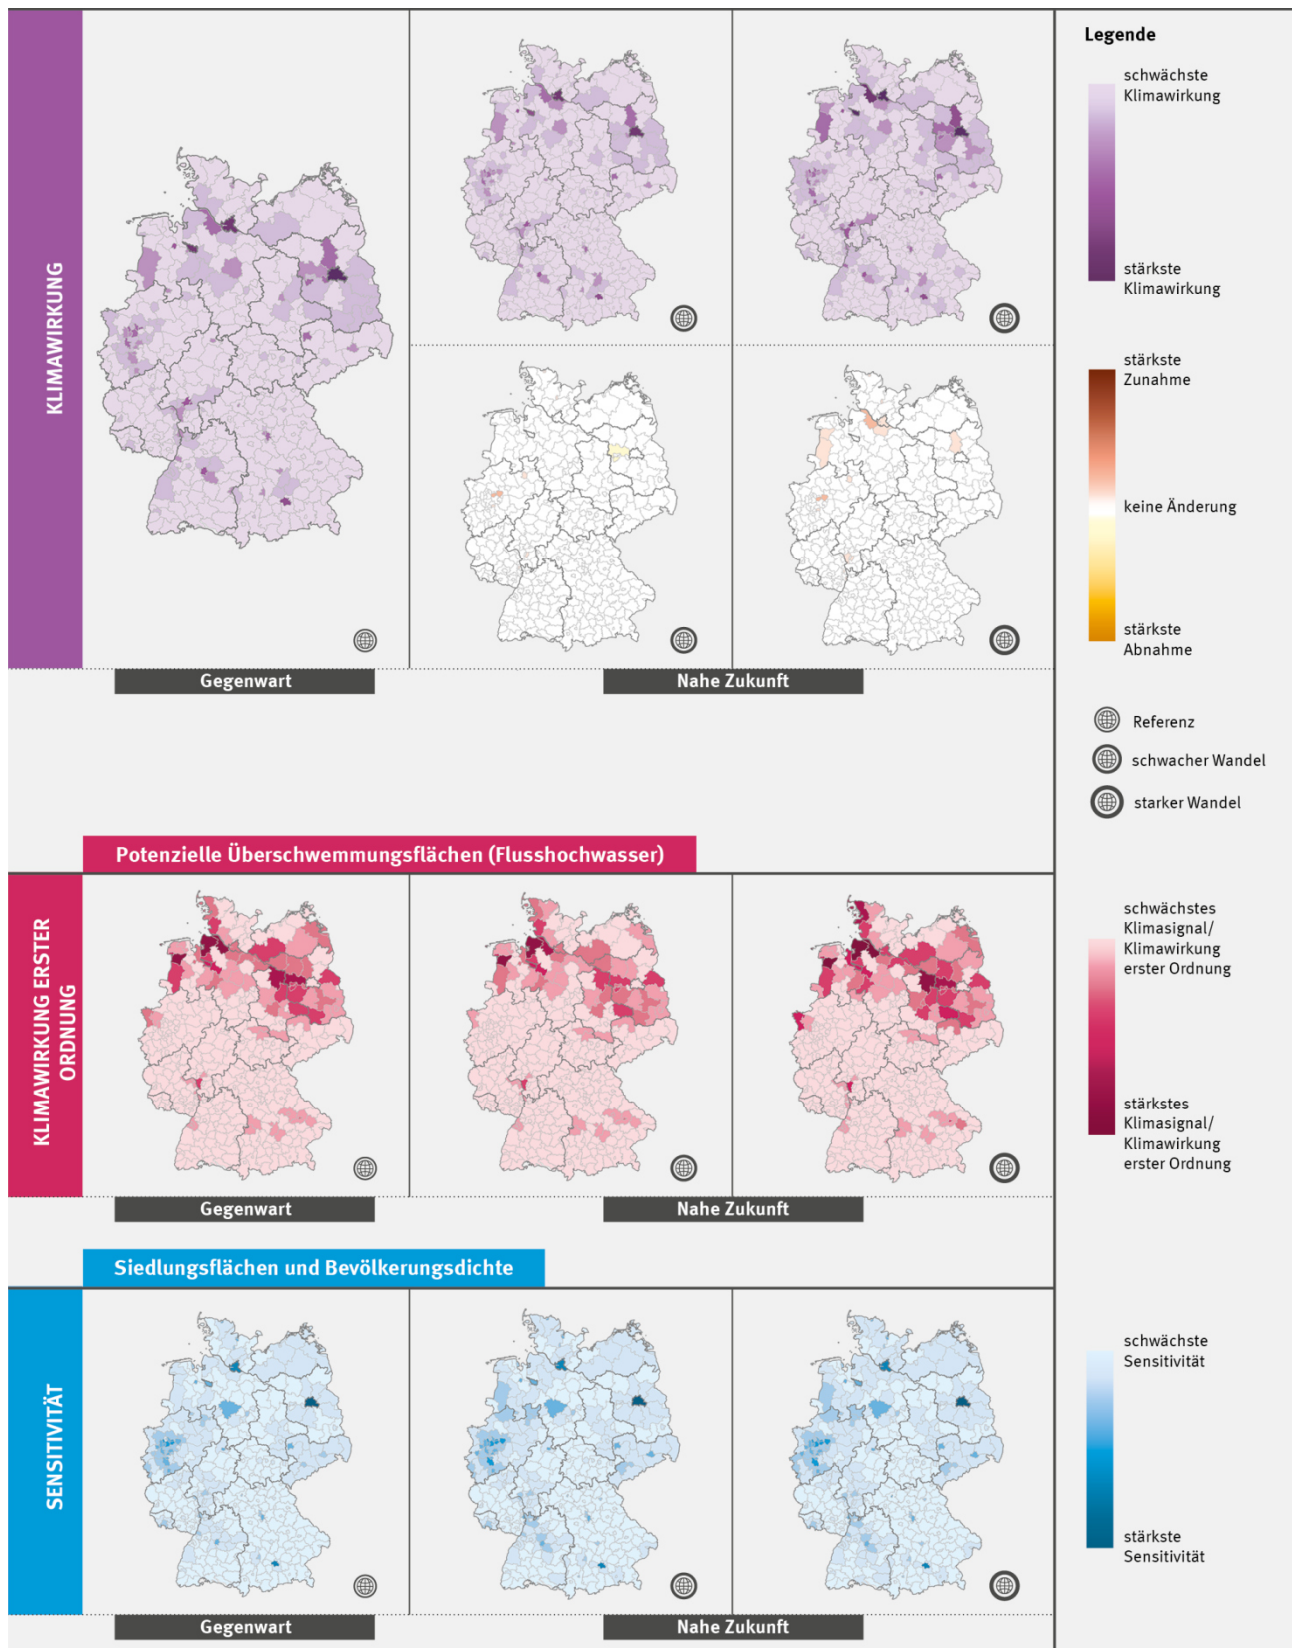 KLIMAWIRKUNG
Gegenwart
Nahe Zukunft
Legende
schwächste
Klimawirkung
stärkste
Klimawirkung
stärkste
Zunahme
keine Änderung
stärkste
Abnahme
Referenz
schwacher Wandel
starker Wandel
Potenzielle Überschwemmungsflächen (Flusshochwasser)
KLIMAWIRKUNG ERSTER
ORDNUNG
Gegenwart
Nahe Zukunft
schwächstes
Klimasignal/
Klimawirkung
erster Ordnung
stärkstes
Klimasignal/
Klimawirkung
erster Ordnung
Siedlungsflächen und Bevölkerungsdichte
SENSITIVITÄT
Gegenwart
Nahe Zukunft
schwächste
Sensitivität
stärkste
Sensitivität